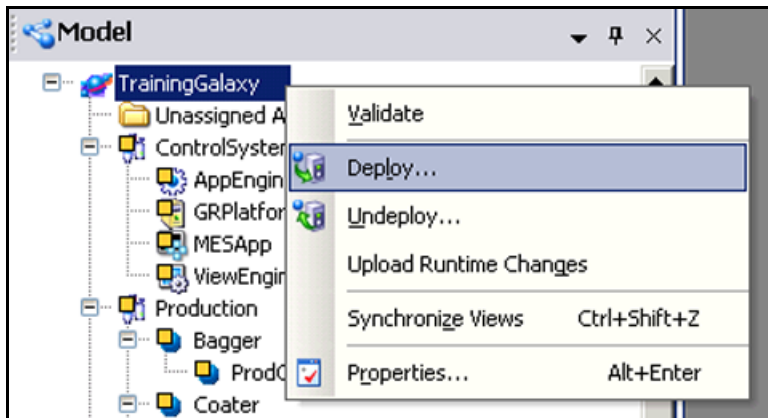 Model
TrainingGalaxy
Unassigned A
Validate
ControlSyster
Deploy...
AppEngin
GRPlatfor
Undeploy...
MESApp
Upload Runtime Changes
ViewEngin
Production
Synchronize Views Ctrl+Shift+Z
Bagger
Properties... Alt+Enter
Coater